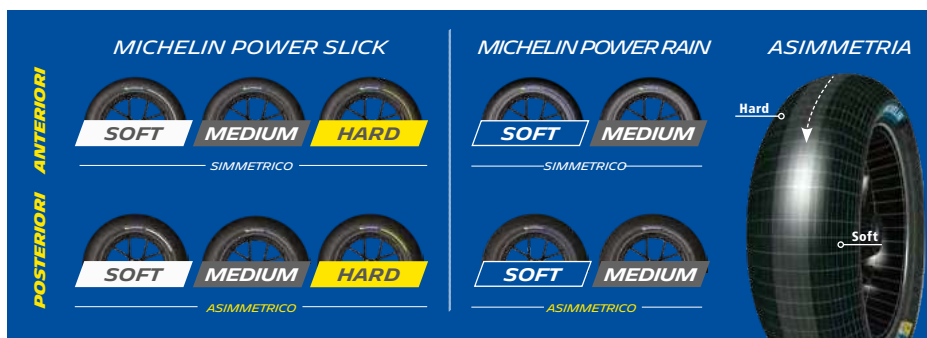 MICHELIN POWER SLICK
MICHELIN POWER RAIN
ASIMMETRIA
ANTERIORI
SOFT MEDIUM HARD
SIMMETRICO
SOFT MEDIUM
SIMMETRICO
POSTERIORI
SOFT MEDIUM HARD
ASIMMETRICO
SOFT MEDIUM
ASIMMETRICO
Hard
Soft